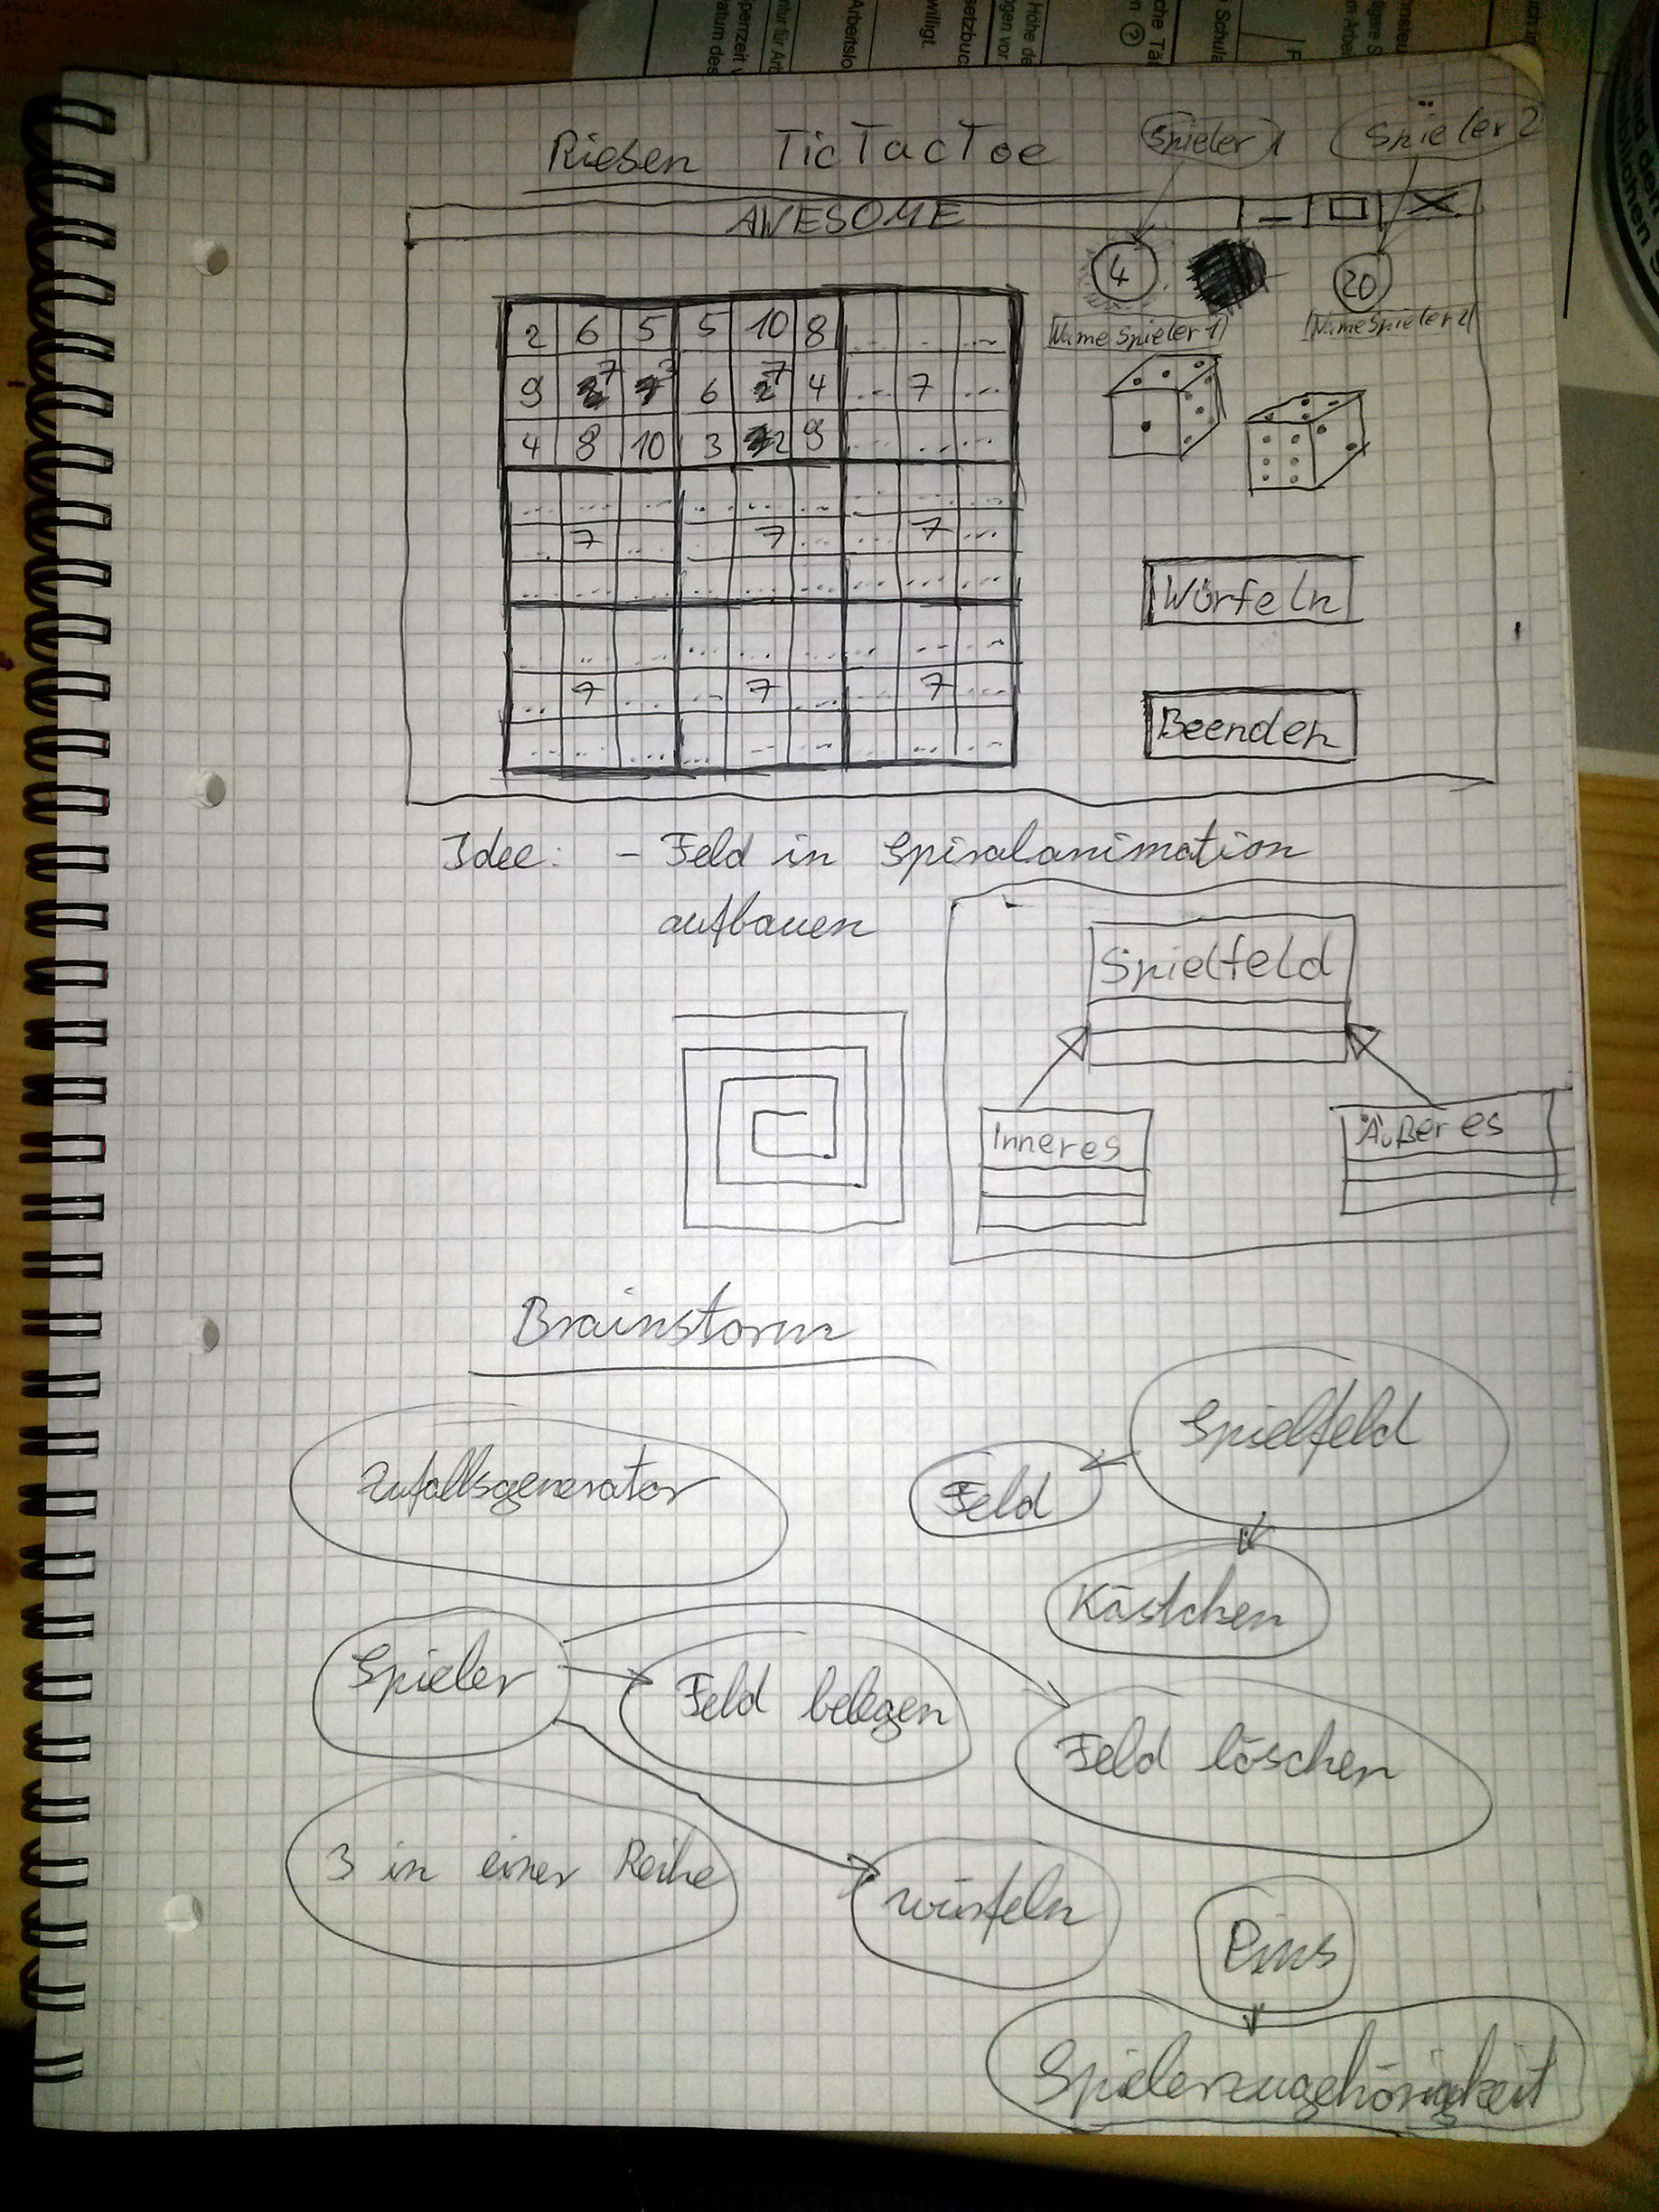 Riesen TicTacToe
Spieler 1
Spieler 2
AWESOME
4
20
Name Spieler 1
Name Spieler 2
2 6 5 5 10 8
9 7 3 6 7 4 7
4 8 10 3 2 9
7 7 7
7 7 7
Würfeln
Beenden
Idee: - Feld in Spiralanimation
aufbauen
Spielfeld
Inneres
Äußeres
Brainstorm
Spielfeld
Zufallsgenerator
Feld
Kästchen
Spieler
Feld belegen
Feld löschen
3 in einer Reihe
würfeln
Pins
Spielerzugehörigkeit